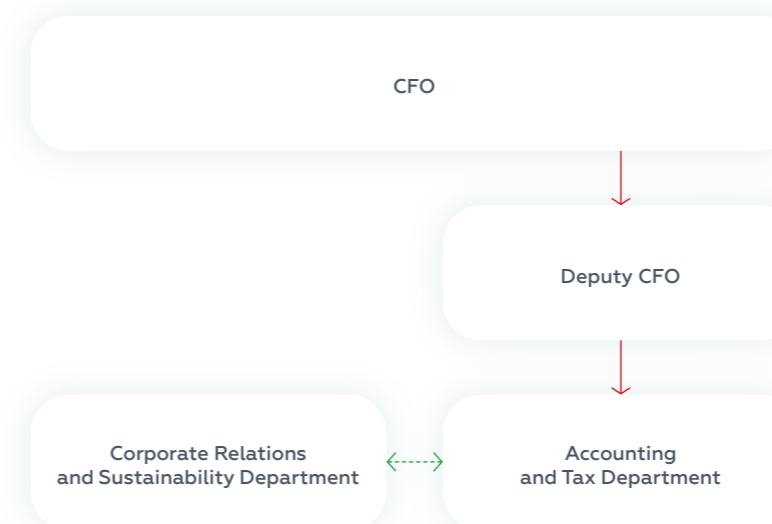 CFO
Deputy CFO
Corporate Relations
and Sustainability Department
Accounting
and Tax Department